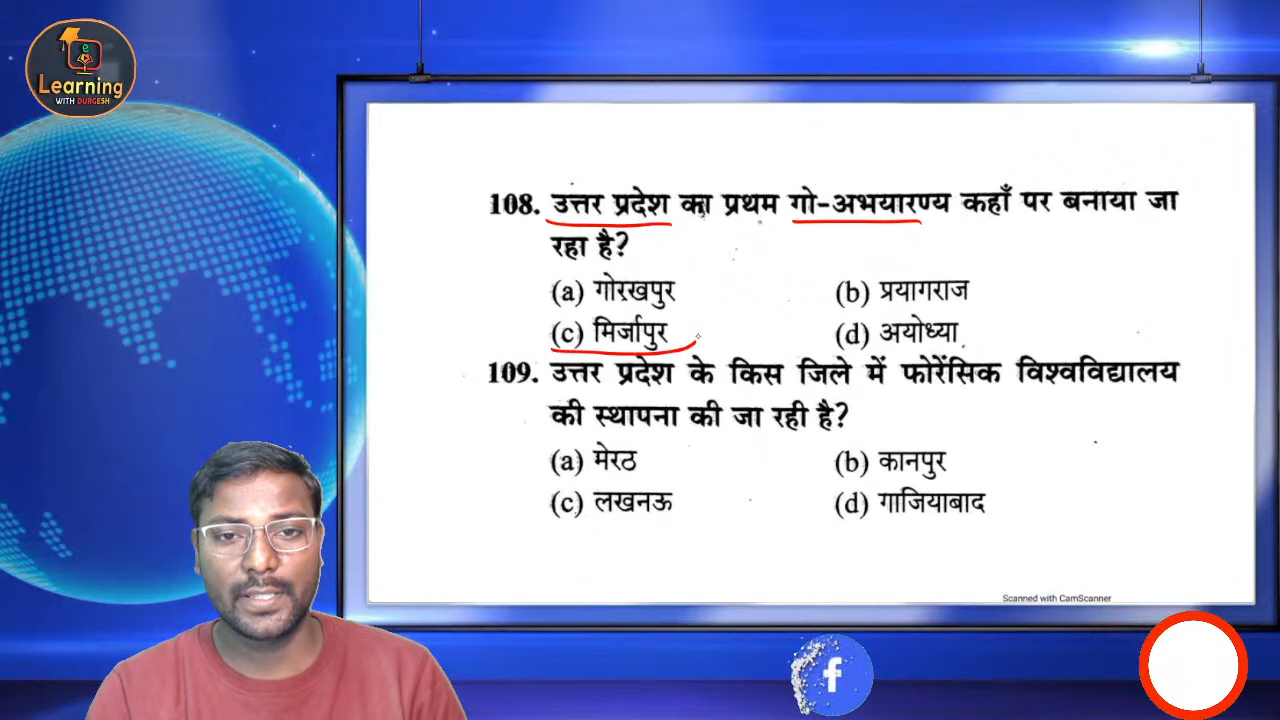 e
Learning
WITH DURGESH
108. उत्तर प्रदेश का प्रथम गो-अभयारण्य कहाँ पर बनाया जा
रहा है?
(a) गोरखपुर (b) प्रयागराज
(c) मिर्जापुर (d) अयोध्या
109. उत्तर प्रदेश के किस जिले में फोरेंसिक विश्वविद्यालय
की स्थापना की जा रही है?
(a) मेरठ (b) कानपुर
(c) लखनऊ (d) गाजियाबाद
Scanned with CamScanner
f